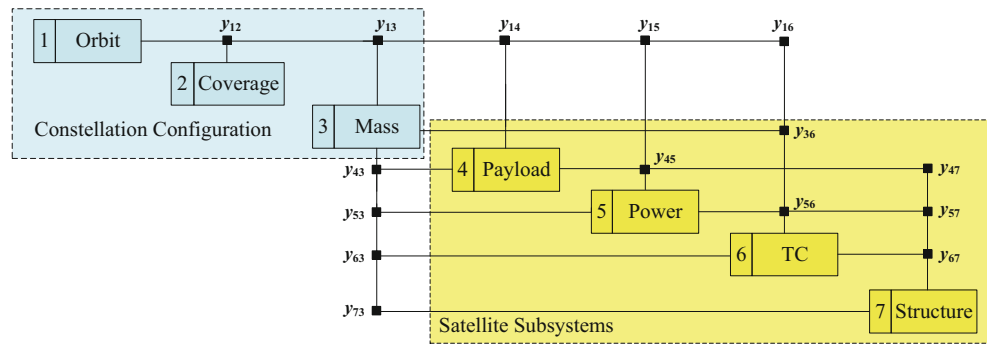 y12 y13 y14 y15 y16
1 Orbit
2 Coverage
Constellation Configuration
3 Mass
y36
y43
4 Payload
y45
y47
y53
5 Power
y56
y57
y63
6 TC
y67
y73
7 Structure
Satellite Subsystems